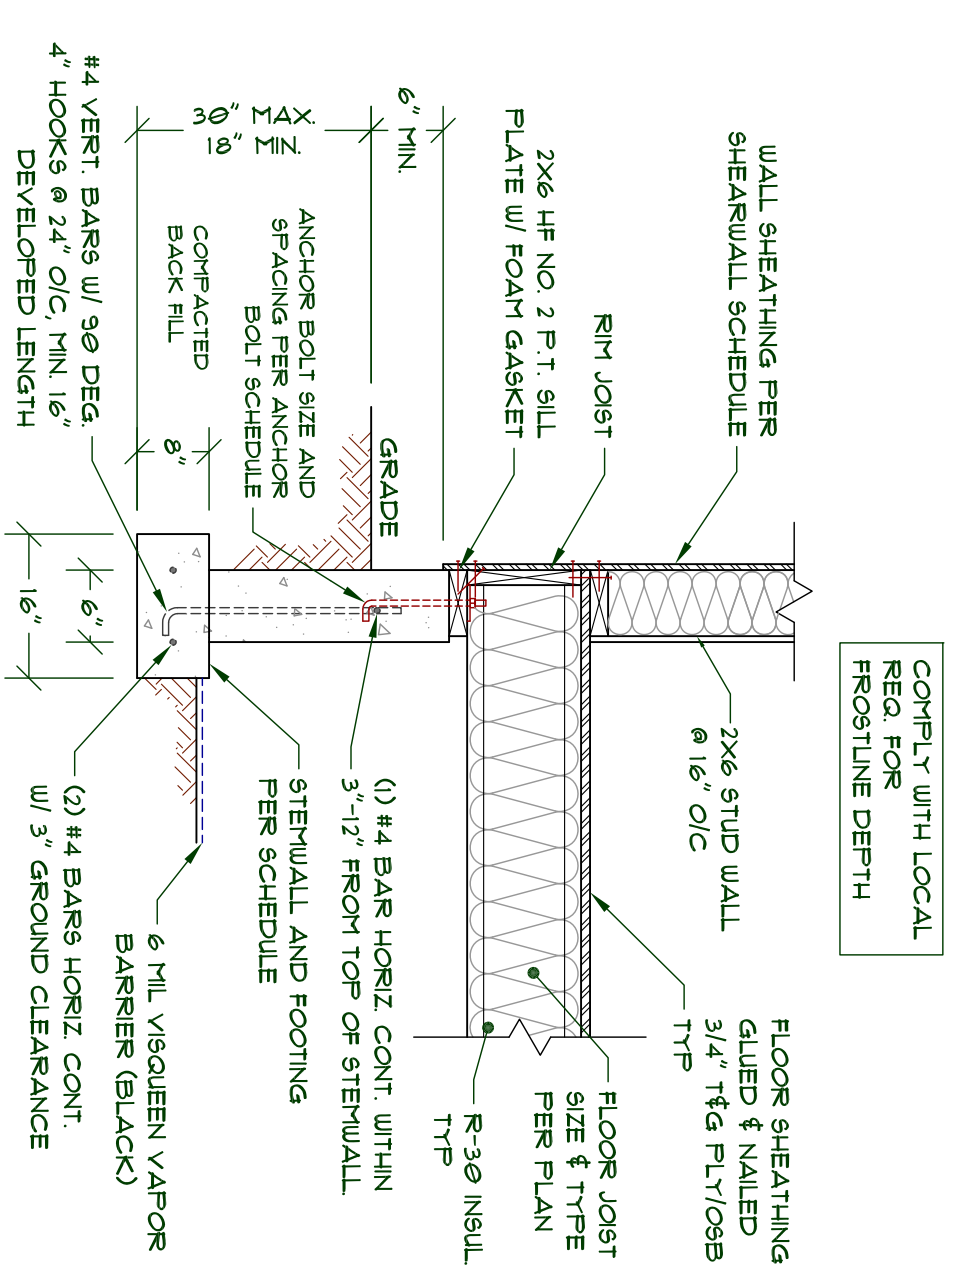 COMPLY WITH LOCAL
REQ. FOR
FROSTLINE DEPTH
WALL SHEATHING PER
SHEARWALL SCHEDULE
RIM JOIST
2X6 HF NO. 2 P.T. SILL
PLATE W/ FOAM GASKET
6" MIN.
30" MAX.
18" MIN.
GRADE
ANCHOR BOLT SIZE AND
SPACING PER ANCHOR
BOLT SCHEDULE
COMPACTED
BACK FILL
8"
#4 VERT. BARS W/ 90 DEG.
4" HOOKS @ 24" O/C, MIN. 16"
DEVELOPED LENGTH
6"
16"
2X6 STUD WALL
@ 16" O/C
FLOOR SHEATHING
GLUED & NAILED
3/4" T&G PLY/OSB
TYP
FLOOR JOIST
SIZE & TYPE
PER PLAN
R-30 INSUL.
TYP
(1) #4 BAR HORIZ. CONT. WITHIN
3"-12" FROM TOP OF STEMWALL.
STEMWALL AND FOOTING
PER SCHEDULE
6 MIL VISQUEEN VAPOR
BARRIER (BLACK)
(2) #4 BARS HORIZ. CONT.
W/ 3" GROUND CLEARANCE